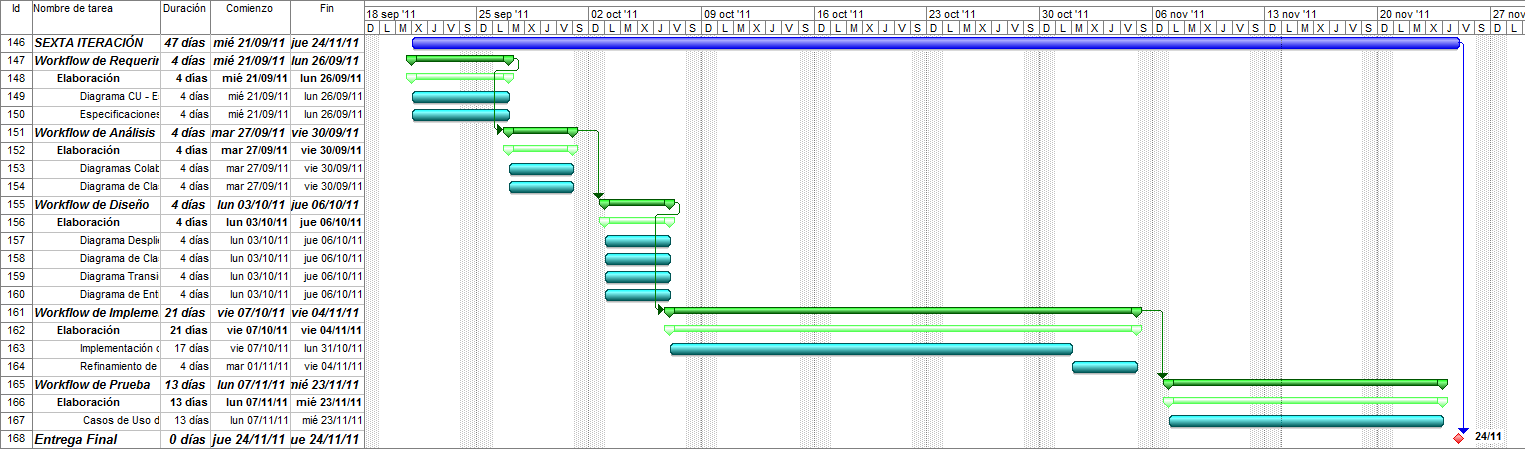 Id Nombre de tarea Duración Comienzo Fin 18 sep '11 25 sep '11 02 oct '11 09 oct '11 16 oct '11 23 oct '11 30 oct '11 06 nov '11 13 nov '11 20 nov '11 27 nov
D L M X J V S D L M X J V S D L M X J V S D L M X J V S D L M X J V S D L M X J V S D L M X J V S D L M X J V S D L M X J V S D L M X J V S D L
146 SEXTA ITERACIÓN 47 días mié 21/09/11 jue 24/11/11
147 Workflow de Requerin 4 días mié 21/09/11 lun 26/09/11
148 Elaboración 4 días mié 21/09/11 lun 26/09/11
149 Diagrama CU - E 4 días mié 21/09/11 lun 26/09/11
150 Especificaciones 4 días mié 21/09/11 lun 26/09/11
151 Workflow de Análisis 4 días mar 27/09/11 vie 30/09/11
152 Elaboración 4 días mar 27/09/11 vie 30/09/11
153 Diagramas Colab 4 días mar 27/09/11 vie 30/09/11
154 Diagrama de Cla 4 días mar 27/09/11 vie 30/09/11
155 Workflow de Diseño 4 días lun 03/10/11 jue 06/10/11
156 Elaboración 4 días lun 03/10/11 jue 06/10/11
157 Diagrama Despli 4 días lun 03/10/11 jue 06/10/11
158 Diagrama de Cla 4 días lun 03/10/11 jue 06/10/11
159 Diagrama Transi 4 días lun 03/10/11 jue 06/10/11
160 Diagrama de Ent 4 días lun 03/10/11 jue 06/10/11
161 Workflow de Impleme 21 días vie 07/10/11 vie 04/11/11
162 Elaboración 21 días vie 07/10/11 vie 04/11/11
163 Implementación 17 días vie 07/10/11 lun 31/10/11
164 Refinamiento de 4 días mar 01/11/11 vie 04/11/11
165 Workflow de Prueba 13 días lun 07/11/11 mié 23/11/11
166 Elaboración 13 días lun 07/11/11 mié 23/11/11
167 Casos de Uso d 13 días lun 07/11/11 mié 23/11/11
168 Entrega Final 0 días jue 24/11/11 ue 24/11/11 24/11